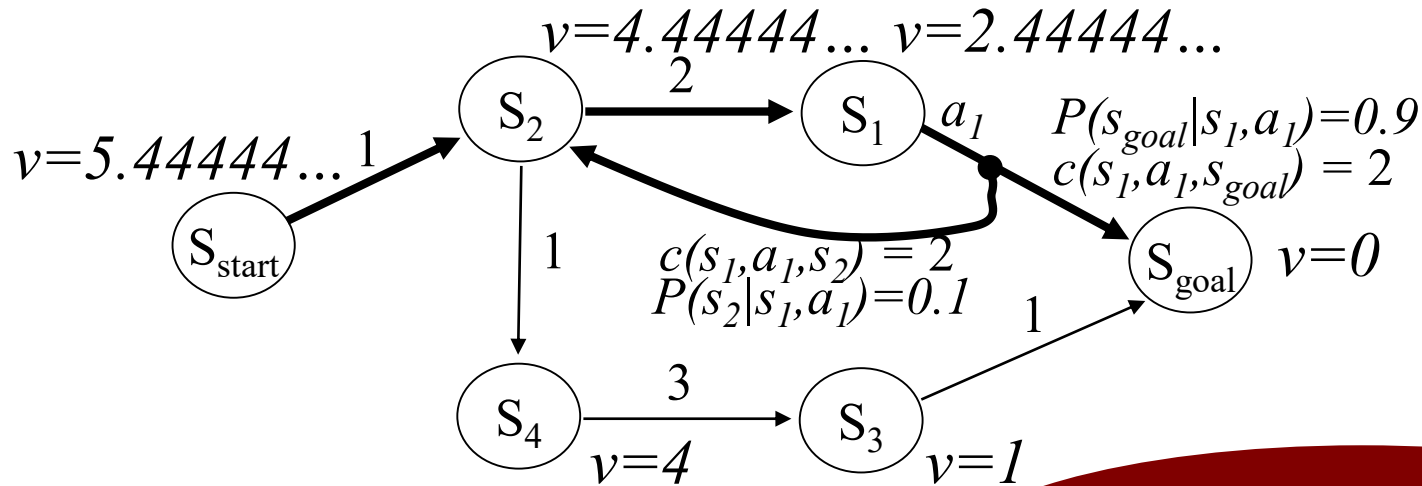 v=4.44444... v=2.44444...
2
S2
S1
a1
P(sgoal|s1,a1)=0.9
c(s1,a1,sgoal) = 2
v=5.44444...
1
Sstart
1
c(s1,a1,s2) = 2
P(s2|s1,a1)=0.1
Sgoal
v=0
1
3
S4
S3
v=4
v=1